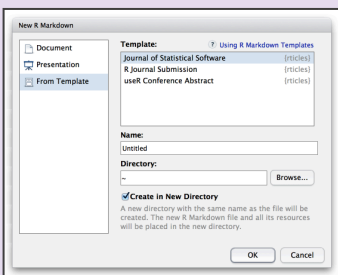 New R Markdown
Document
Presentation
From Template
Template:
? Using R Markdown Templates
Journal of Statistical Software {rticles}
R Journal Submission {rticles}
useR Conference Abstract {rticles}
Name:
Untitled
Directory:
~
Browse...
Create in New Directory
A new directory with the same name as the file will be
created. The new R Markdown file and all its resources
will be placed in the new directory.
OK Cancel